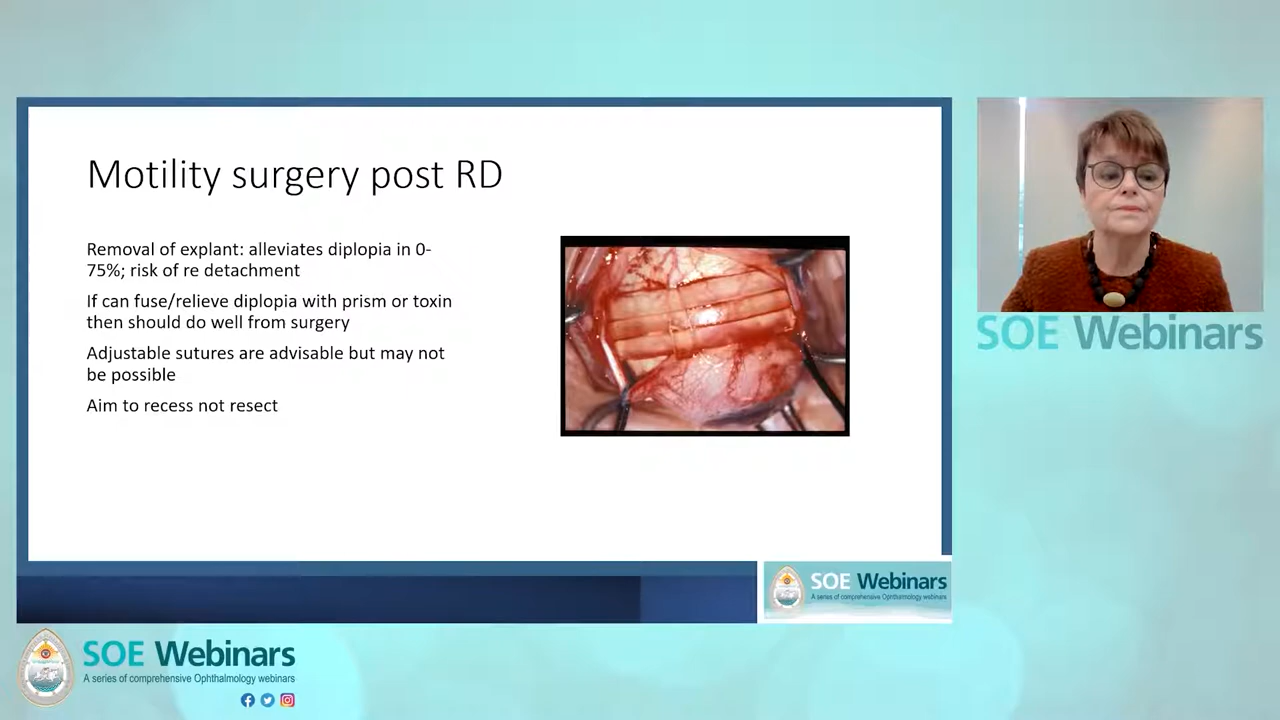 Motility surgery post RD
Removal of explant: alleviates diplopia in 0-
75%; risk of re detachment
If can fuse/relieve diplopia with prism or toxin
then should do well from surgery
Adjustable sutures are advisable but may not
be possible
Aim to recess not resect
SOE Webinars
SOE Webinars
A series of comprehensive Ophthalmology webinars
SOE Webinars
A series of comprehensive Ophthalmology webinars